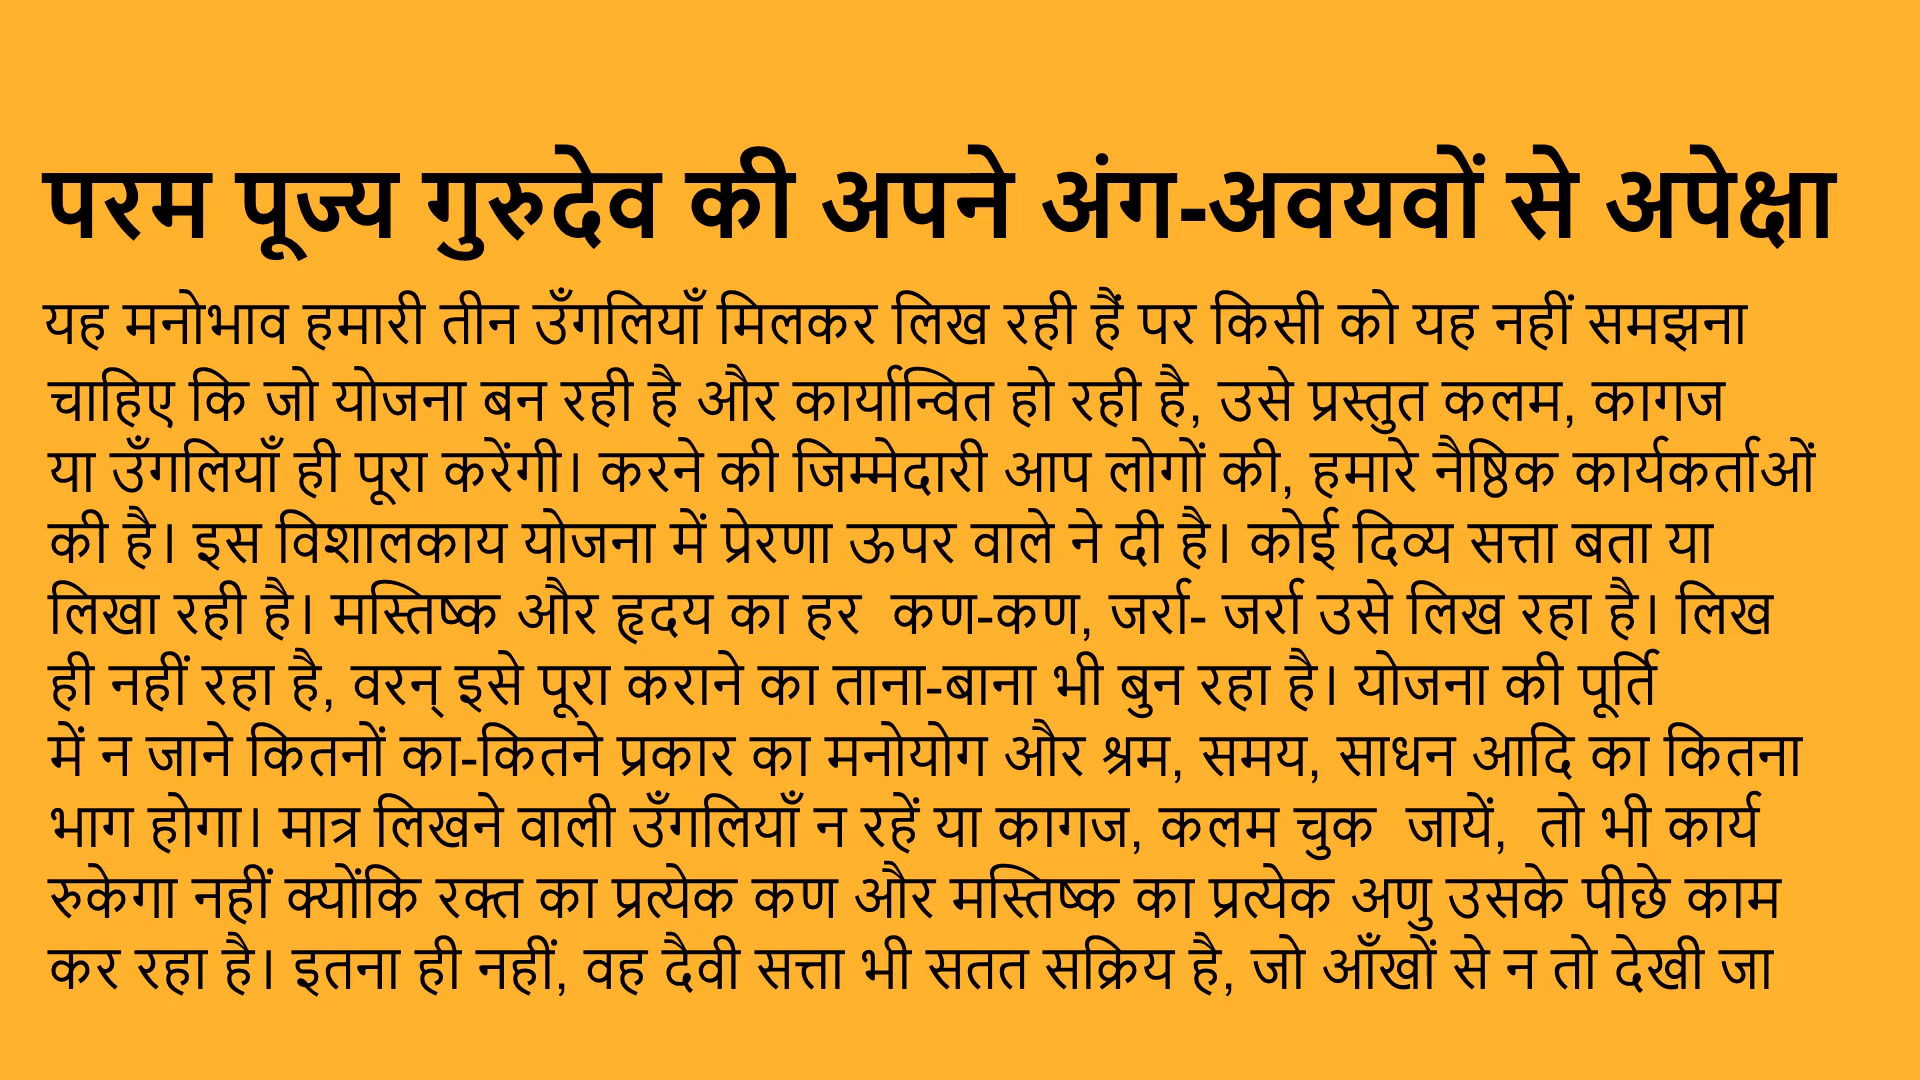 परम पूज्य गुरुदेव की अपने अंग-अवयवों से अपेक्षा
यह मनोभाव हमारी तीन उँगलियाँ मिलकर लिख रही हैं पर किसी को यह नहीं समझना
चाहिए कि जो योजना बन रही है और कार्यान्वित हो रही है, उसे प्रस्तुत कलम, कागज
या उँगलियाँ ही पूरा करेंगी। करने की जिम्मेदारी आप लोगों की, हमारे नैष्ठिक कार्यकर्ताओं
की है। इस विशालकाय योजना में प्रेरणा ऊपर वाले ने दी है। कोई दिव्य सत्ता बता या
लिखा रही है। मस्तिष्क और हृदय का हर  कण-कण, जर्रा- जर्रा उसे लिख रहा है। लिख
ही नहीं रहा है, वरन् इसे पूरा कराने का ताना-बाना भी बुन रहा है। योजना की पूर्ति
में न जाने कितनों का-कितने प्रकार का मनोयोग और श्रम, समय, साधन आदि का कितना
भाग होगा। मात्र लिखने वाली उँगलियाँ न रहें या कागज, कलम चुक  जायें,  तो भी कार्य
रुकेगा नहीं क्योंकि रक्त का प्रत्येक कण और मस्तिष्क का प्रत्येक अणु उसके पीछे काम
कर रहा है। इतना ही नहीं, वह दैवी सत्ता भी सतत सक्रिय है, जो आँखों से न तो देखी जा